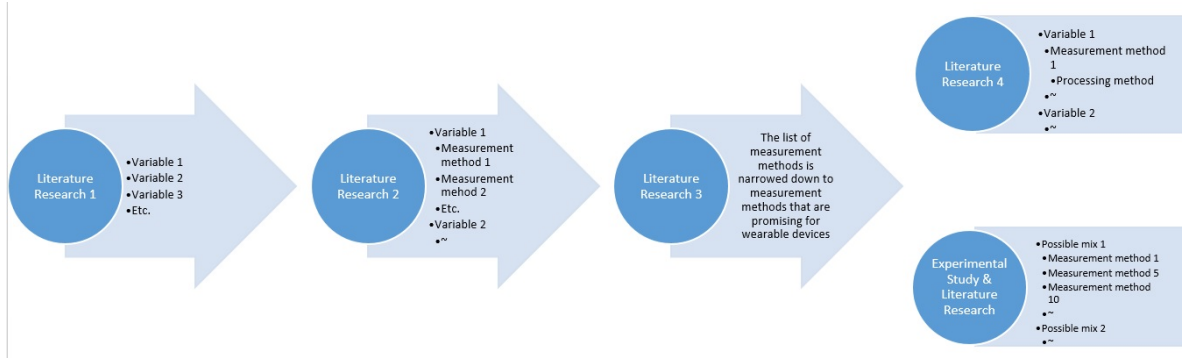 Literature
Research 1
•Variable 1
•Variable 2
•Variable 3
•Etc.
Literature
Research 2
•Variable 1
•Measurement
method 1
•Measurement
mehod 2
•Etc.
•Variable 2
•~
Literature
Research 3
The list of
measurement
methods is
narrowed down to
measurement
methods that are
promising for
wearable devices
Literature
Research 4
•Variable 1
•Measurement method
1
•Processing method
•~
•Variable 2
•~
Experimental
Study &
Literature
Research
•Possible mix 1
•Measurement method 1
•Measurement method 5
•Measurement method
10
•~
•Possible mix 2
•~